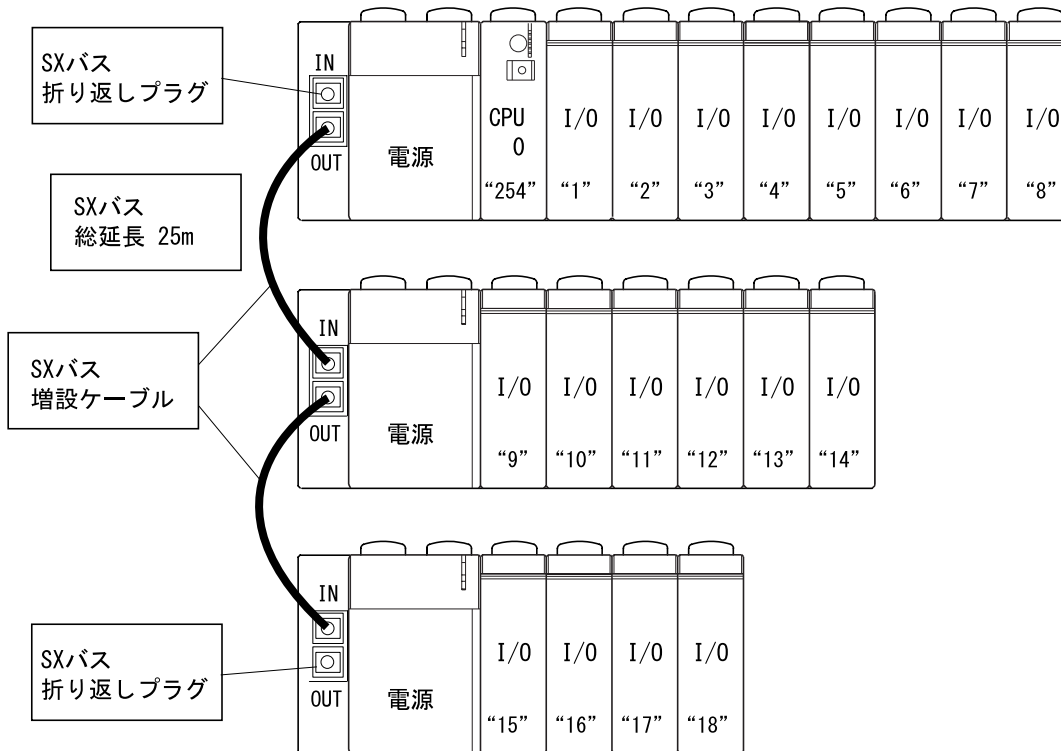 SXバス
折り返しプラグ
IN
OUT
電源
CPU
0
“254”
I/O
“1”
I/O
“2”
I/O
“3”
I/O
“4”
I/O
“5”
I/O
“6”
I/O
“7”
I/O
“8”
SXバス
総延長 25m
SXバス
増設ケーブル
IN
OUT
電源
I/O
“9”
I/O
“10”
I/O
“11”
I/O
“12”
I/O
“13”
I/O
“14”
SXバス
折り返しプラグ
IN
OUT
電源
I/O
“15”
I/O
“16”
I/O
“17”
I/O
“18”